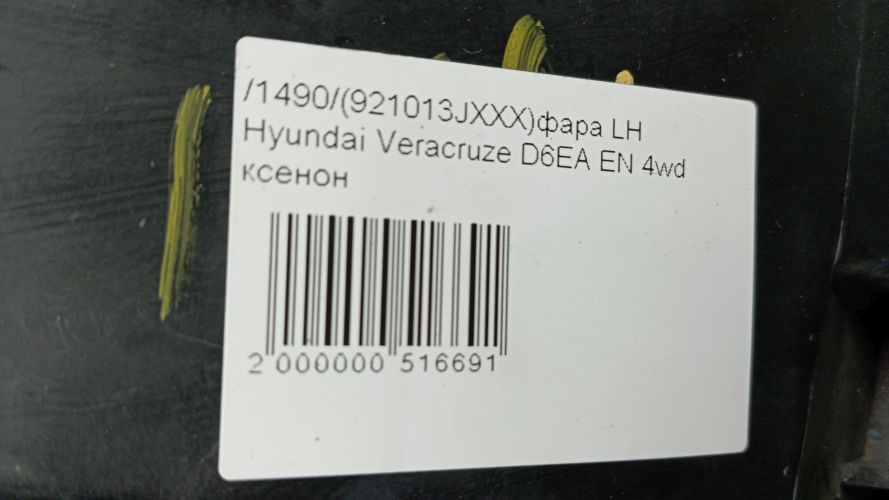 /1490/(921013JXXX)фара LH
Hyundai Veracruze D6EA EN 4wd
ксенон
2 000000 516691